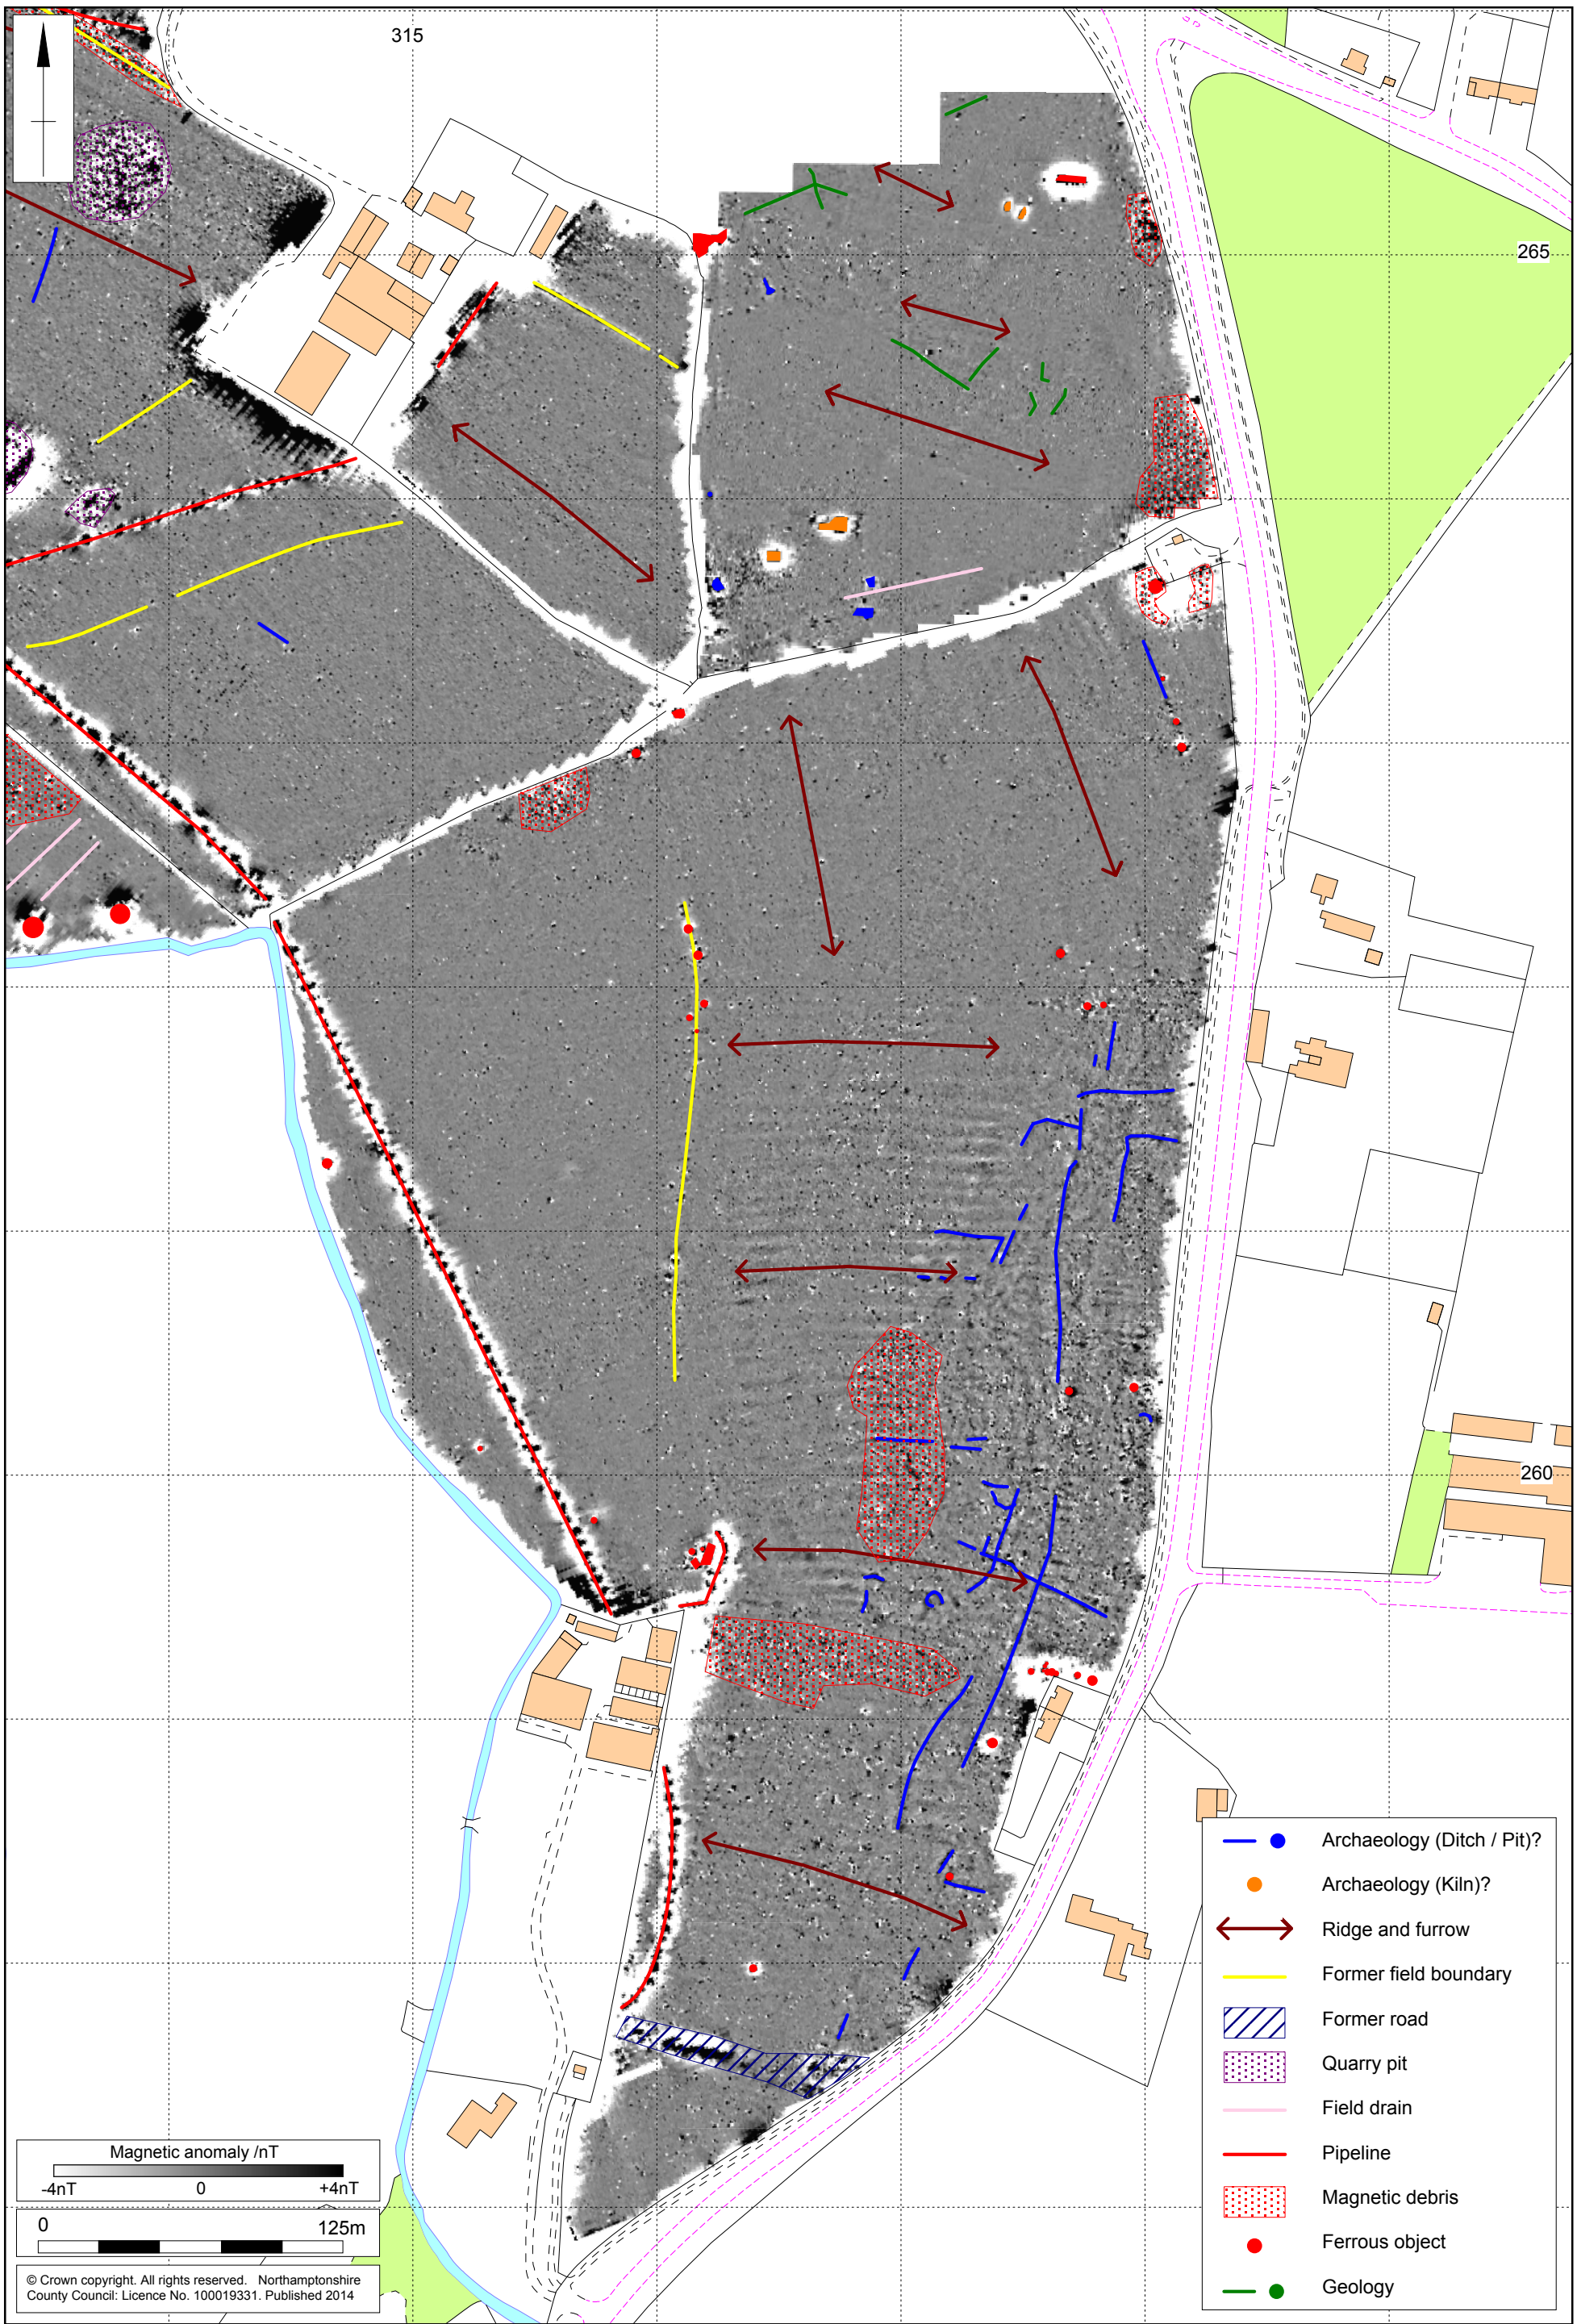 315
265
260
Archaeology (Ditch / Pit)?
Archaeology (Kiln)?
Ridge and furrow
Former field boundary
Former road
Quarry pit
Field drain
Pipeline
Magnetic debris
Ferrous object
Geology
Magnetic anomaly /nT
-4nT 0 +4nT
0 125m
© Crown copyright. All rights reserved. Northamptonshire
County Council: Licence No. 100019331. Published 2014